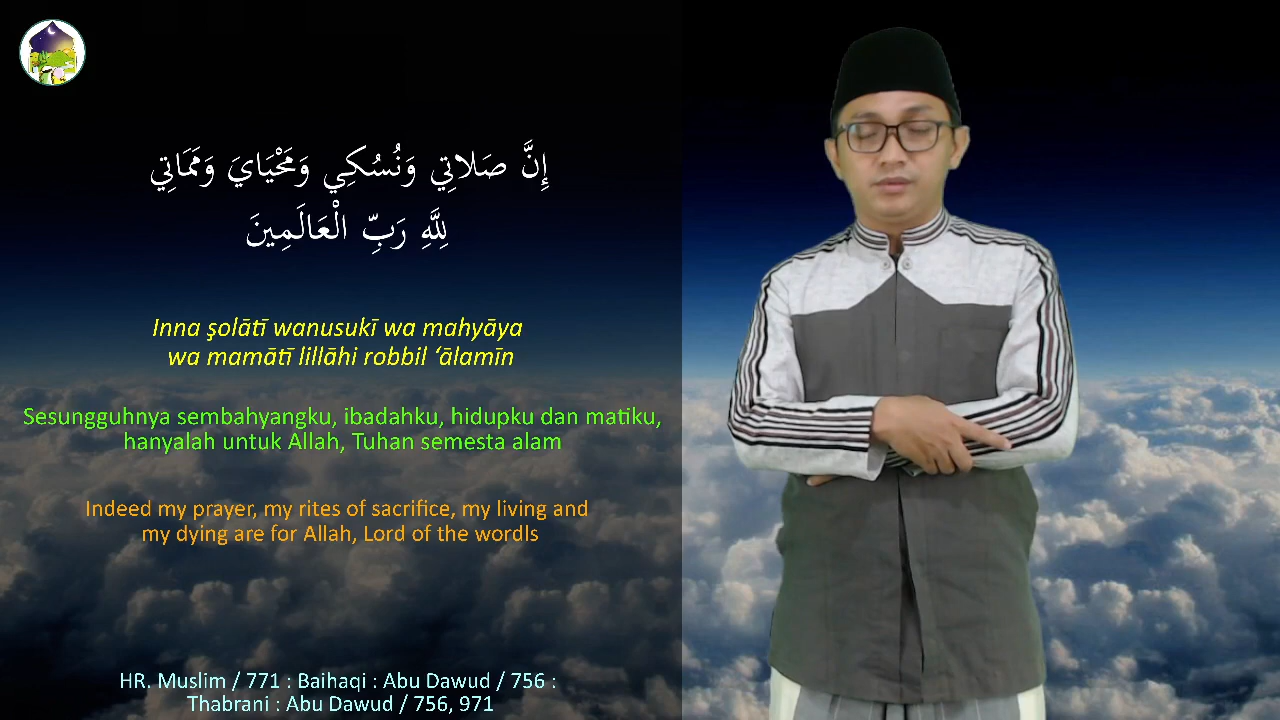 إِنَّ صَلاتِي وَنُسُكِي وَمَحْيَايَ وَمَمَاتِي
لِلَّهِ رَبِّ الْعَالَمِينَ
Inna şolātī wanusukī wa mahyāya
wa mamātī lillāhi robbil ‘ālamīn
Sesungguhnya sembahyangku, ibadahku, hidupku dan matiku,
hanyalah untuk Allah, Tuhan semesta alam
Indeed my prayer, my rites of sacrifice, my living and
my dying are for Allah, Lord of the wordls
HR. Muslim / 771 : Baihaqi : Abu Dawud / 756 :
Thabrani : Abu Dawud / 756, 971